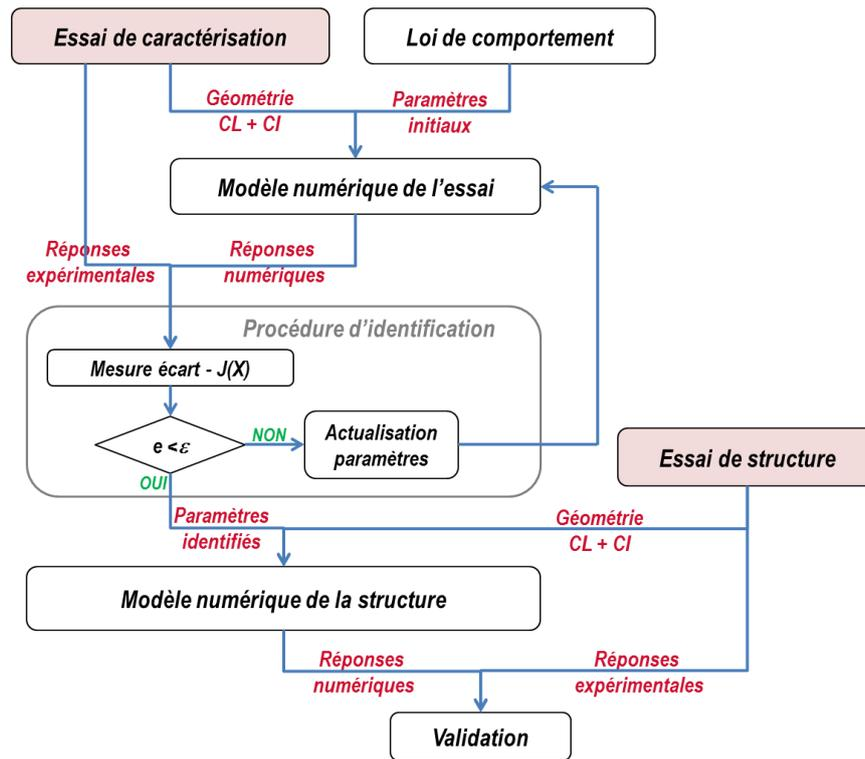 Essai de caractérisation
Loi de comportement
Géométrie
CL + CI
Paramètres
initiaux
Modèle numérique de l'essai
Réponses
expérimentales
Réponses
numériques
Procédure d'identification
Mesure écart - J(X)
e < ε
NON
Actualisation
paramètres
OUI
Essai de structure
Paramètres
identifiés
Géométrie
CL + CI
Modèle numérique de la structure
Réponses
numériques
Réponses
expérimentales
Validation